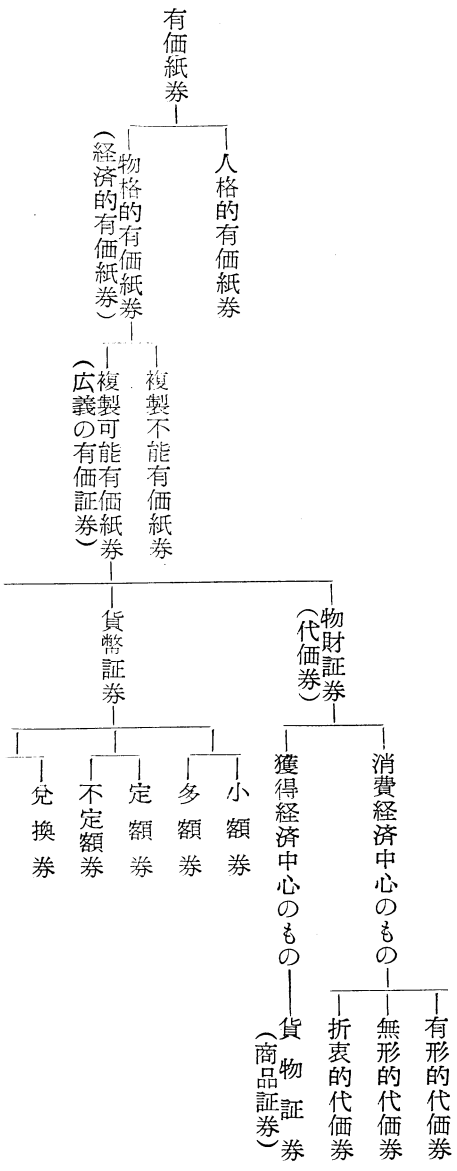 有価紙券
人格的有価紙券
物格的有価紙券
(経済的有価紙券)
複製不能有価紙券
複製可能有価紙券
(広義の有価証券)
物財証券
(代価券)
消費経済中心のもの
有形的代価券
無形的代価券
折衷的代価券
獲得経済中心のもの
貨物証券
(商品証券)
貨幣証券
小額券
多額券
定額券
不定額券
兌換券